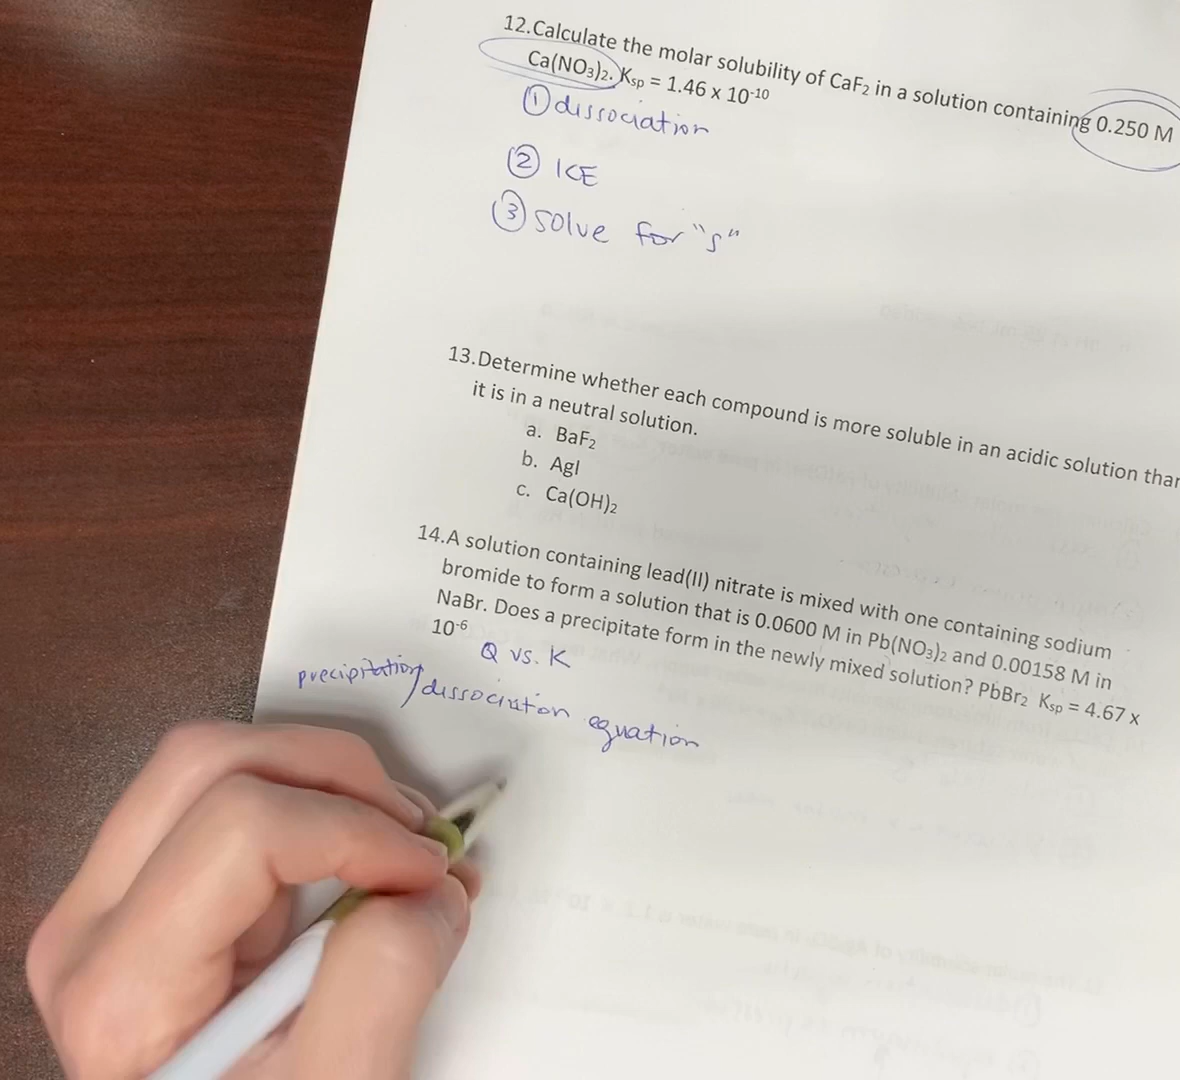 12.Calculate the molar solubility of CaF₂ in a solution containing 0.250 M
Ca(NO₃)₂. Kₛₚ = 1.46 x 10⁻¹⁰
① dissociation
② ICE
③ solve for "s"
13.Determine whether each compound is more soluble in an acidic solution than
it is in a neutral solution.
a. BaF₂
b. AgI
c. Ca(OH)₂
14.A solution containing lead(II) nitrate is mixed with one containing sodium
bromide to form a solution that is 0.0600 M in Pb(NO₃)₂ and 0.00158 M in
NaBr. Does a precipitate form in the newly mixed solution? PbBr₂ Kₛₚ = 4.67 x
10⁻⁶
Q vs. K
precipitation/dissociation equation